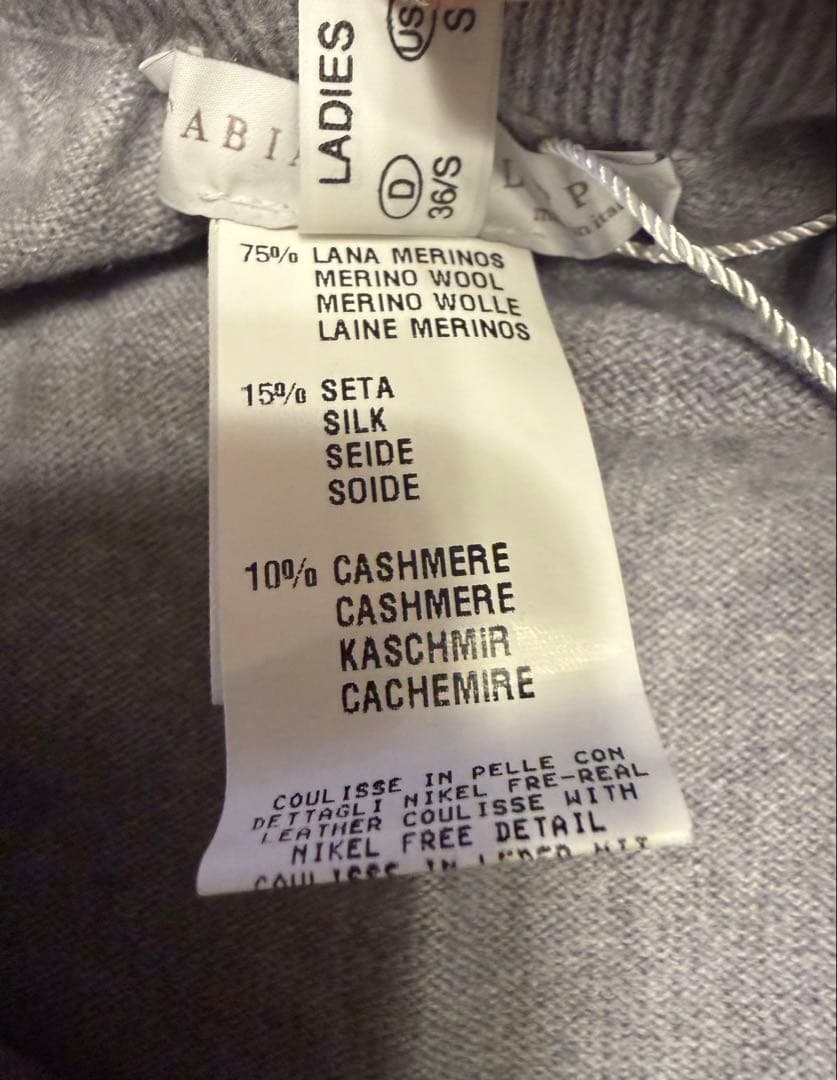 LADIES
US
S
D
36/S
ABI
L
P
75% LANA MERINOS
MERINO WOOL
MERINO WOLLE
LAINE MERINOS
15% SETA
SILK
SEIDE
SOIDE
10% CASHMERE
CASHMERE
KASCHMIR
CACHEMIRE
COULISSE IN PELLE CON
DETTAGLI NIKEL FRE-REAL
LEATHER COULISSE WITH
NIKEL FREE DETAIL